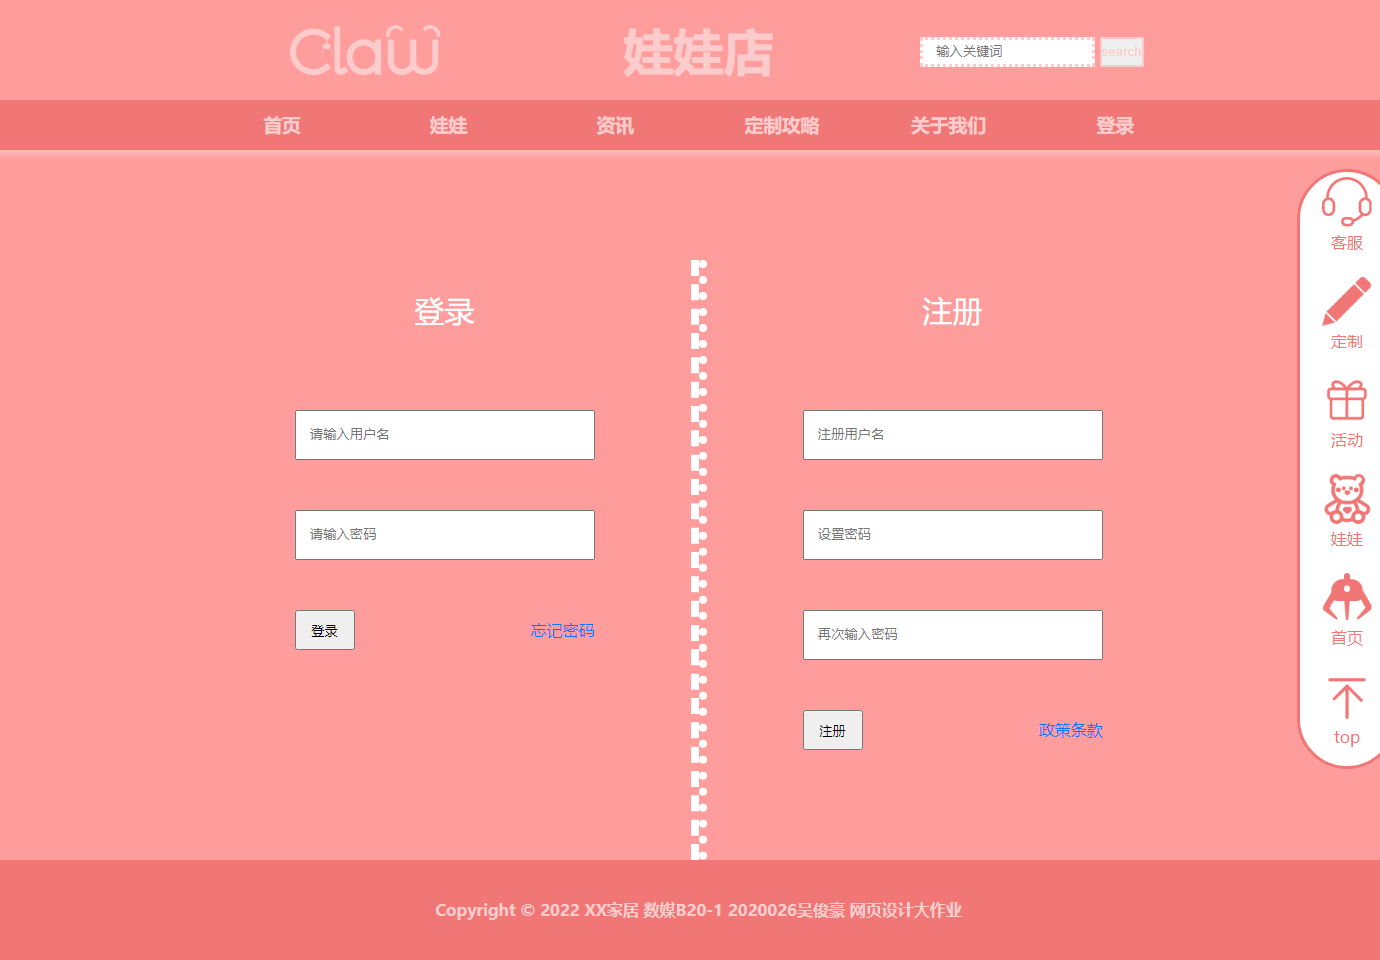 Claw
娃娃店
输入关键词
search
首页 娃娃 资讯 定制攻略 关于我们 登录
登录
请输入用户名
请输入密码
登录 忘记密码
注册
注册用户名
设置密码
再次输入密码
注册 政策条款
客服
定制
活动
娃娃
首页
top
Copyright © 2022 XX家居 数媒B20-1 2020026吴俊豪 网页设计大作业